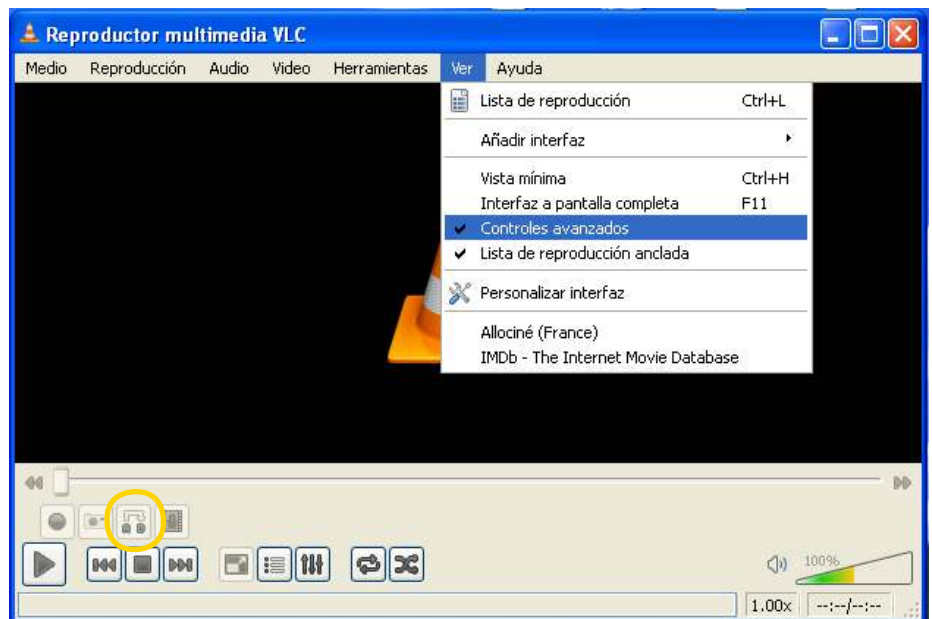 Reproductor multimedia VLC
Medio Reproducción Audio Video Herramientas Ver Ayuda
Lista de reproducción Ctrl+L
Añadir interfaz
Vista mínima Ctrl+H
Interfaz a pantalla completa F11
Controles avanzados
Lista de reproducción anclada
Personalizar interfaz
Allociné (France)
IMDb - The Internet Movie Database
A B
100%
1.00x --:--/--:--